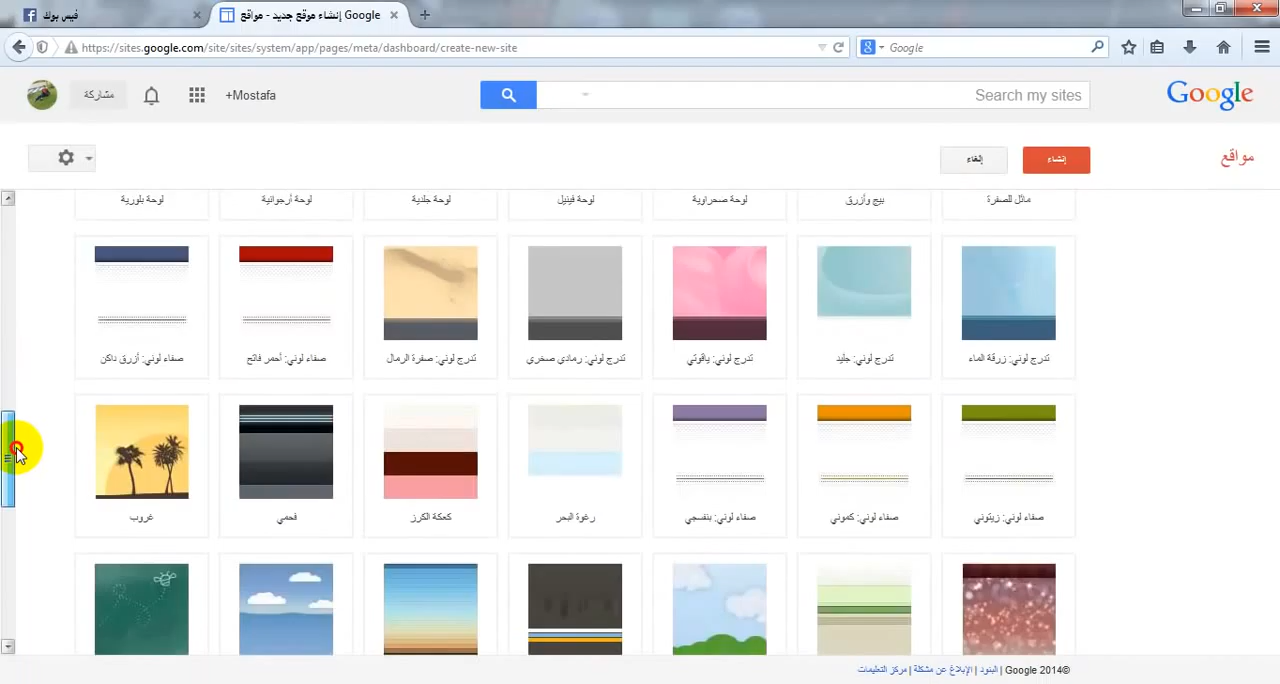 فيس بوك
إنشاء موقع جديد - مواقع Google
https://sites.google.com/site/sites/system/app/pages/meta/dashboard/create-new-site
Google
مشاركة
+Mostafa
Search my sites
Google
مواقع
إنشاء
إلغاء
مائل للصفرة
بيج وأزرق
لوحة صحراوية
لوحة فينيل
لوحة جلدية
لوحة أرجوانية
لوحة بلورية
تدرج لوني: زرقة الماء
تدرج لوني: جليد
تدرج لوني: ياقوتي
تدرج لوني: رمادي صخري
تدرج لوني: صفرة الرمال
صفاء لوني: أحمر فاتح
صفاء لوني: أزرق داكن
صفاء لوني: زيتوني
صفاء لوني: كموني
صفاء لوني: بنفسجي
رغوة البحر
كعكة الكرز
فحمي
غروب
Google 2014© | البنود | الإبلاغ عن مشكلة | مركز التعليمات